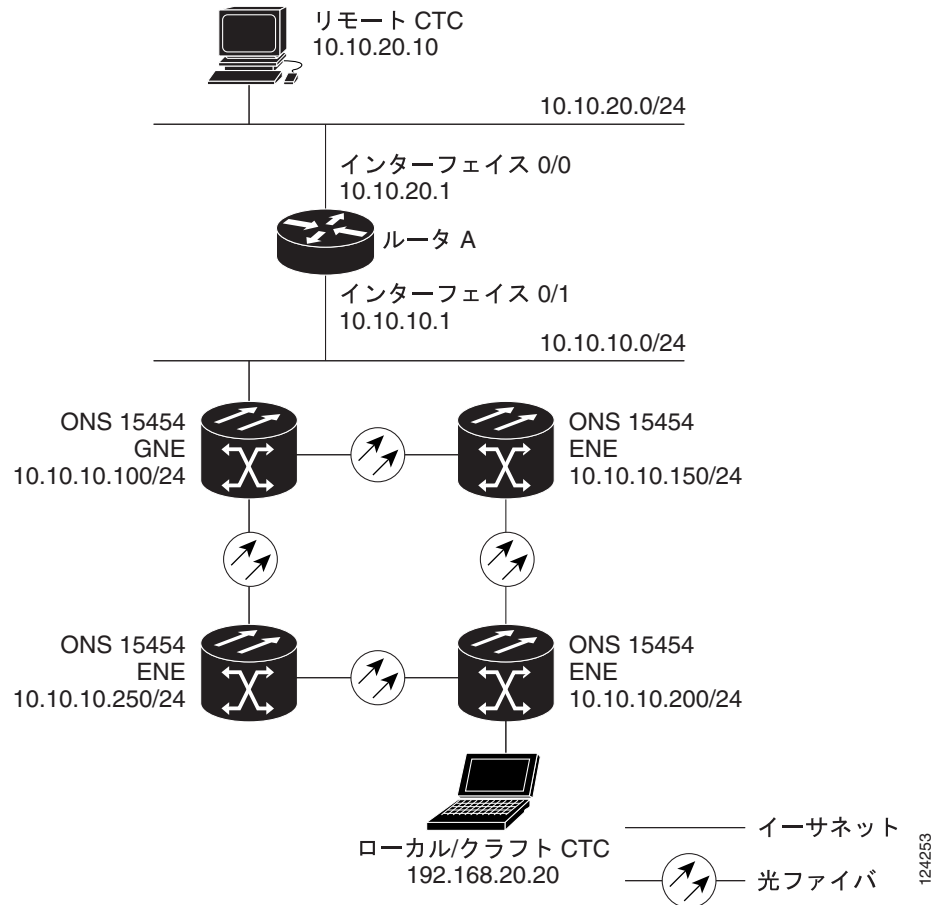 リモート CTC
10.10.20.10
10.10.20.0/24
インターフェイス 0/0
10.10.20.1
ルータ A
インターフェイス 0/1
10.10.10.1
10.10.10.0/24
ONS 15454
GNE
10.10.10.100/24
ONS 15454
ENE
10.10.10.150/24
ONS 15454
ENE
10.10.10.250/24
ONS 15454
ENE
10.10.10.200/24
ローカル/クラフト CTC
192.168.20.20
イーサネット
光ファイバ
124253